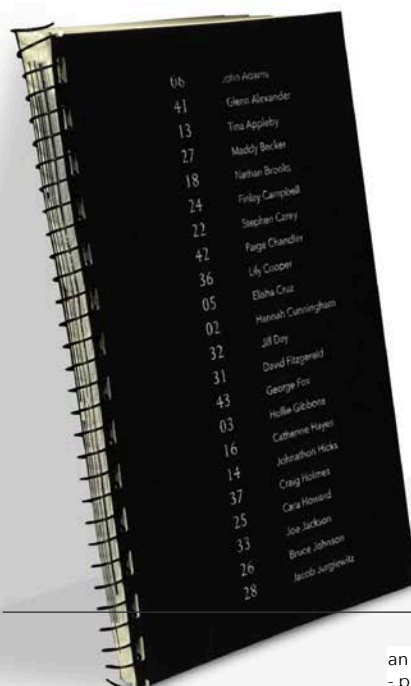 06 John Adams
41 Glenn Alexander
13 Tina Appleby
27 Maddy Becker
18 Nathan Brooks
24 Finley Campbell
22 Stephen Carey
42 Paige Chandler
36 Lily Cooper
05 Elisha Cruz
02 Hannah Cunningham
32 Jill Day
31 David Fitzgerald
43 George Fox
03 Hollie Gibbons
16 Catherine Hayes
14 Johnathon Hicks
37 Craig Holmes
25 Cara Howard
33 Joe Jackson
26 Bruce Johnson
28 Jacob Jurgiewitz
an
- p